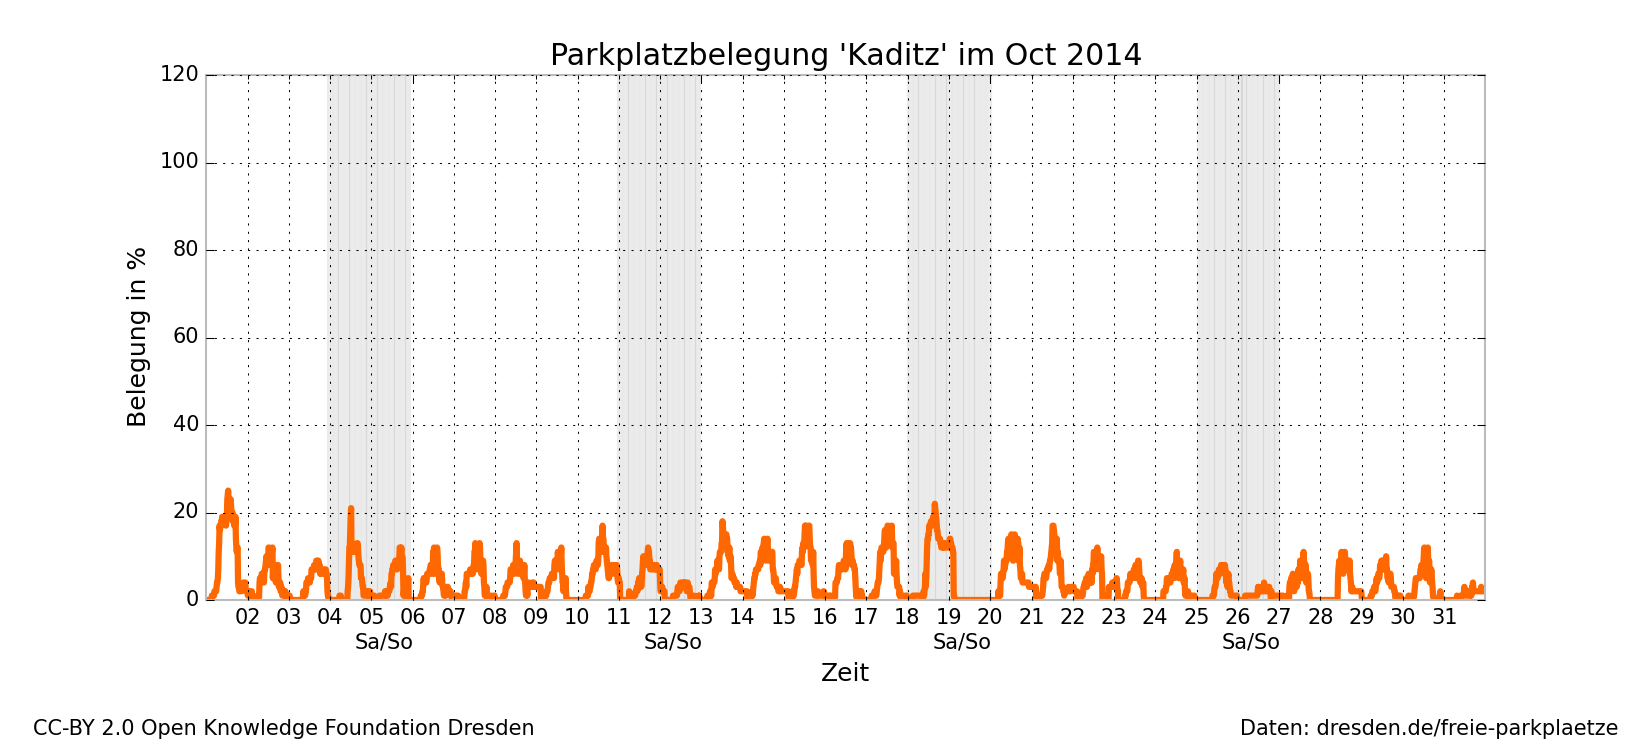 Parkplatzbelegung 'Kaditz' im Oct 2014
120
100
80
60
40
20
0
Belegung in %
02 03 04 05 06 07 08 09 10 11 12 13 14 15 16 17 18 19 20 21 22 23 24 25 26 27 28 29 30 31
Sa/So Sa/So Sa/So Sa/So
Zeit
CC-BY 2.0 Open Knowledge Foundation Dresden
Daten: dresden.de/freie-parkplaetze